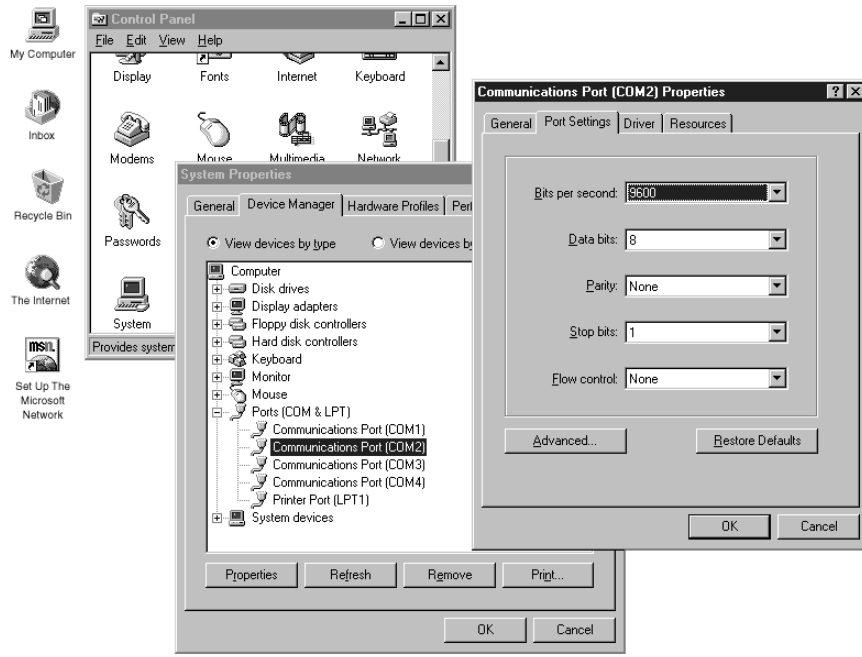 My Computer
Inbox
Recycle Bin
The Internet
msn.
Set Up The
Microsoft
Network
Control Panel
File Edit View Help
Display Fonts Internet Keyboard
Modems Mouse Multimedia Network
Passwords
System
Provides system
System Properties
General Device Manager Hardware Profiles
View devices by type View devices b
Computer
Disk drives
Display adapters
Floppy disk controllers
Hard disk controllers
Keyboard
Monitor
Mouse
Ports (COM & LPT)
Communications Port (COM1)
Communications Port (COM2)
Communications Port (COM3)
Communications Port (COM4)
Printer Port (LPT1)
System devices
Properties Refresh Remove Print...
OK Cancel
Communications Port (COM2) Properties
General Port Settings Driver Resources
Bits per second: 9600
Data bits: 8
Parity: None
Stop bits: 1
Flow control: None
Advanced... Restore Defaults
OK Cancel